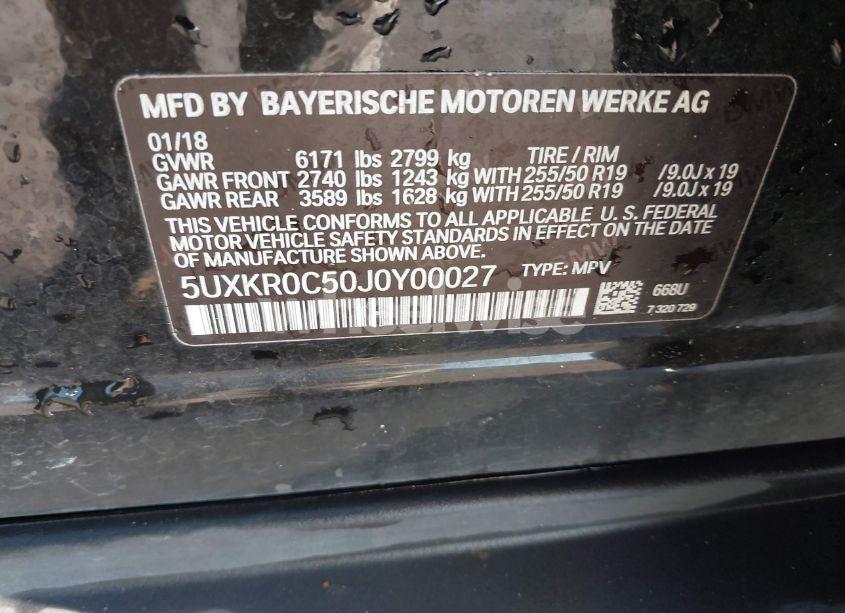 MFD BY BAYERISCHE MOTOREN WERKE AG
01/18
GVWR 6171 lbs 2799 kg TIRE / RIM
GAWR FRONT 2740 lbs 1243 kg WITH 255/50 R19 /9.0J x 19
GAWR REAR 3589 lbs 1628 kg WITH 255/50 R19 /9.0J x 19
THIS VEHICLE CONFORMS TO ALL APPLICABLE U. S. FEDERAL
MOTOR VEHICLE SAFETY STANDARDS IN EFFECT ON THE DATE
OF MANUFACTURE SHOWN ABOVE.
5UXKR0C50J0Y00027 TYPE: MPV
668U
7 320 729
wheelwise